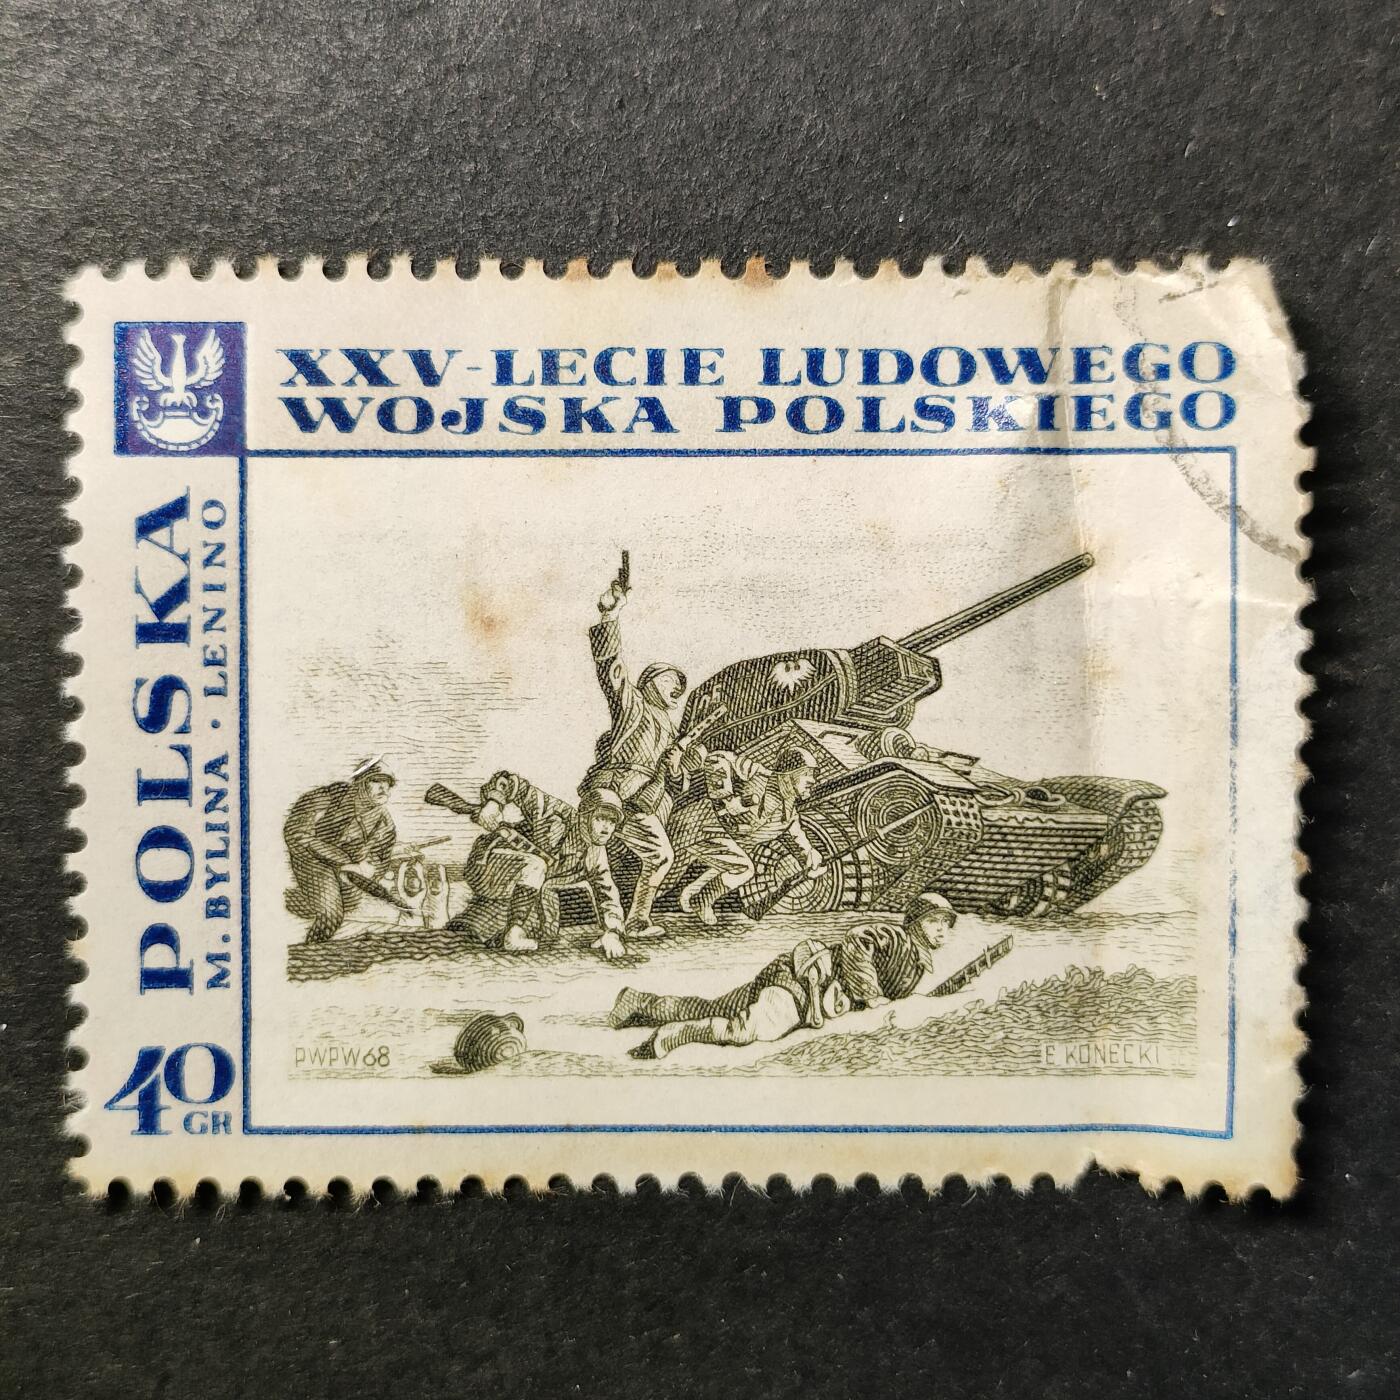 XXV-LECIE LUDOWEGO
WOJSKA POLSKIEGO
POLSKA
M. BYLINA · LENINO
40
GR
PWPW68
E KONECKI